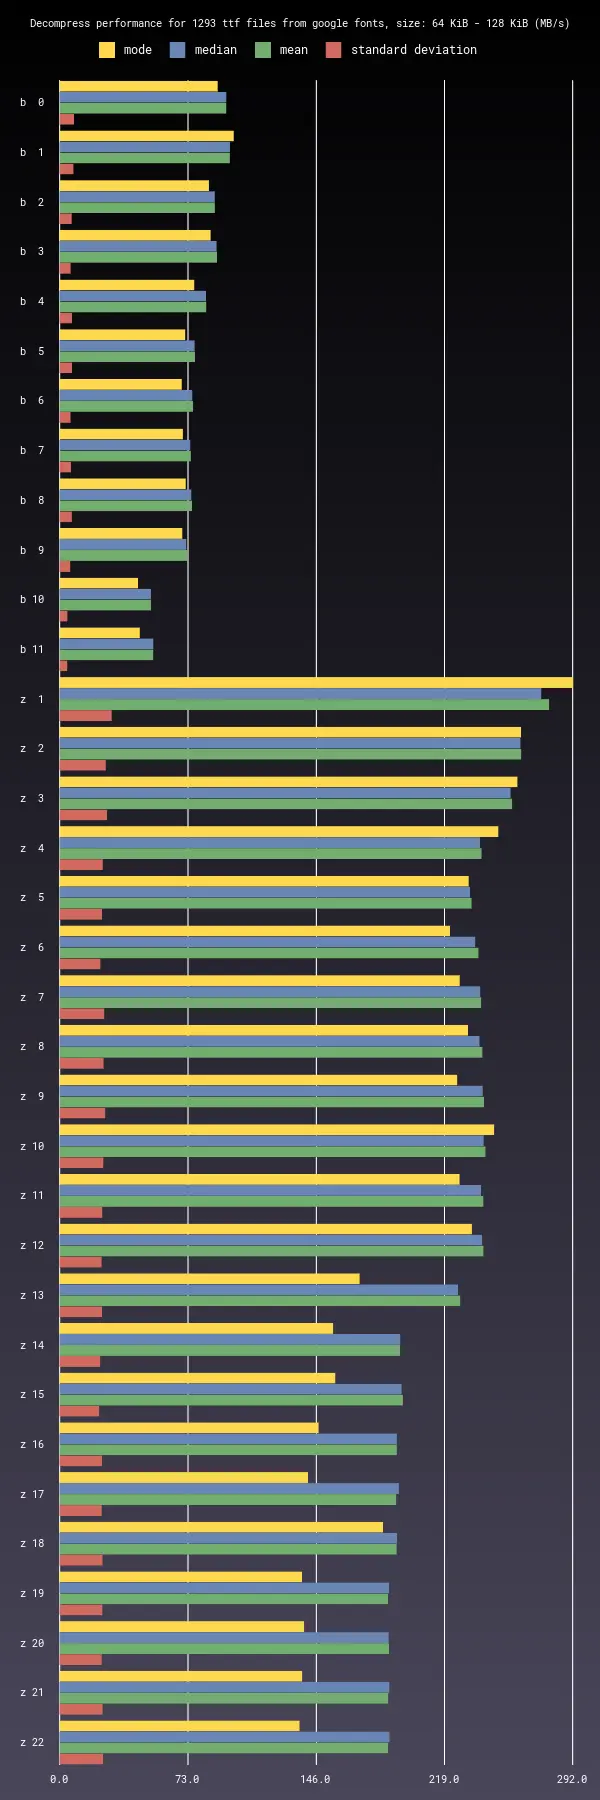 Decompress performance for 1293 ttf files from google fonts, size: 64 KiB - 128 KiB (MB/s)
mode median mean standard deviation
b 0
b 1
b 2
b 3
b 4
b 5
b 6
b 7
b 8
b 9
b 10
b 11
z 1
z 2
z 3
z 4
z 5
z 6
z 7
z 8
z 9
z 10
z 11
z 12
z 13
z 14
z 15
z 16
z 17
z 18
z 19
z 20
z 21
z 22
0.0 73.0 146.0 219.0 292.0